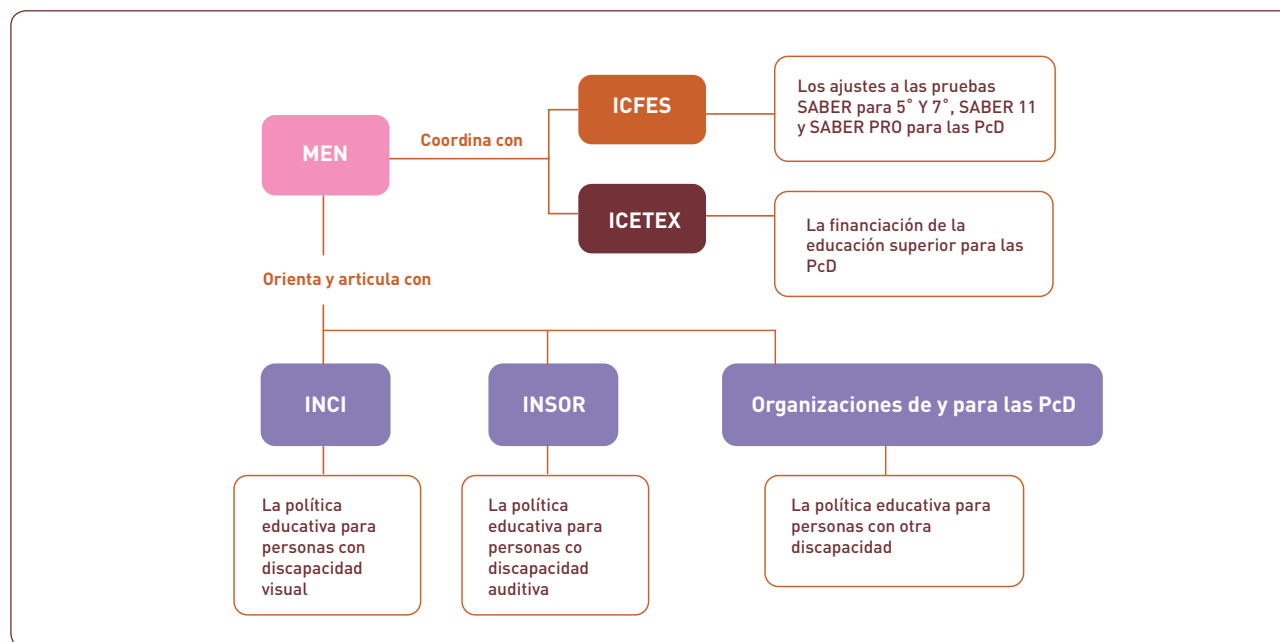 MEN
Coordina con
ICFES
Los ajustes a las pruebas
SABER para 5° Y 7°, SABER 11
y SABER PRO para las PcD
ICETEX
La financiación de la
educación superior para las
PcD
Orienta y articula con
INCI
La política
educativa para
personas con
discapacidad
visual
INSOR
La política
educativa para
personas co
discapacidad
auditiva
Organizaciones de y para las PcD
La política educativa para
personas con otra
discapacidad